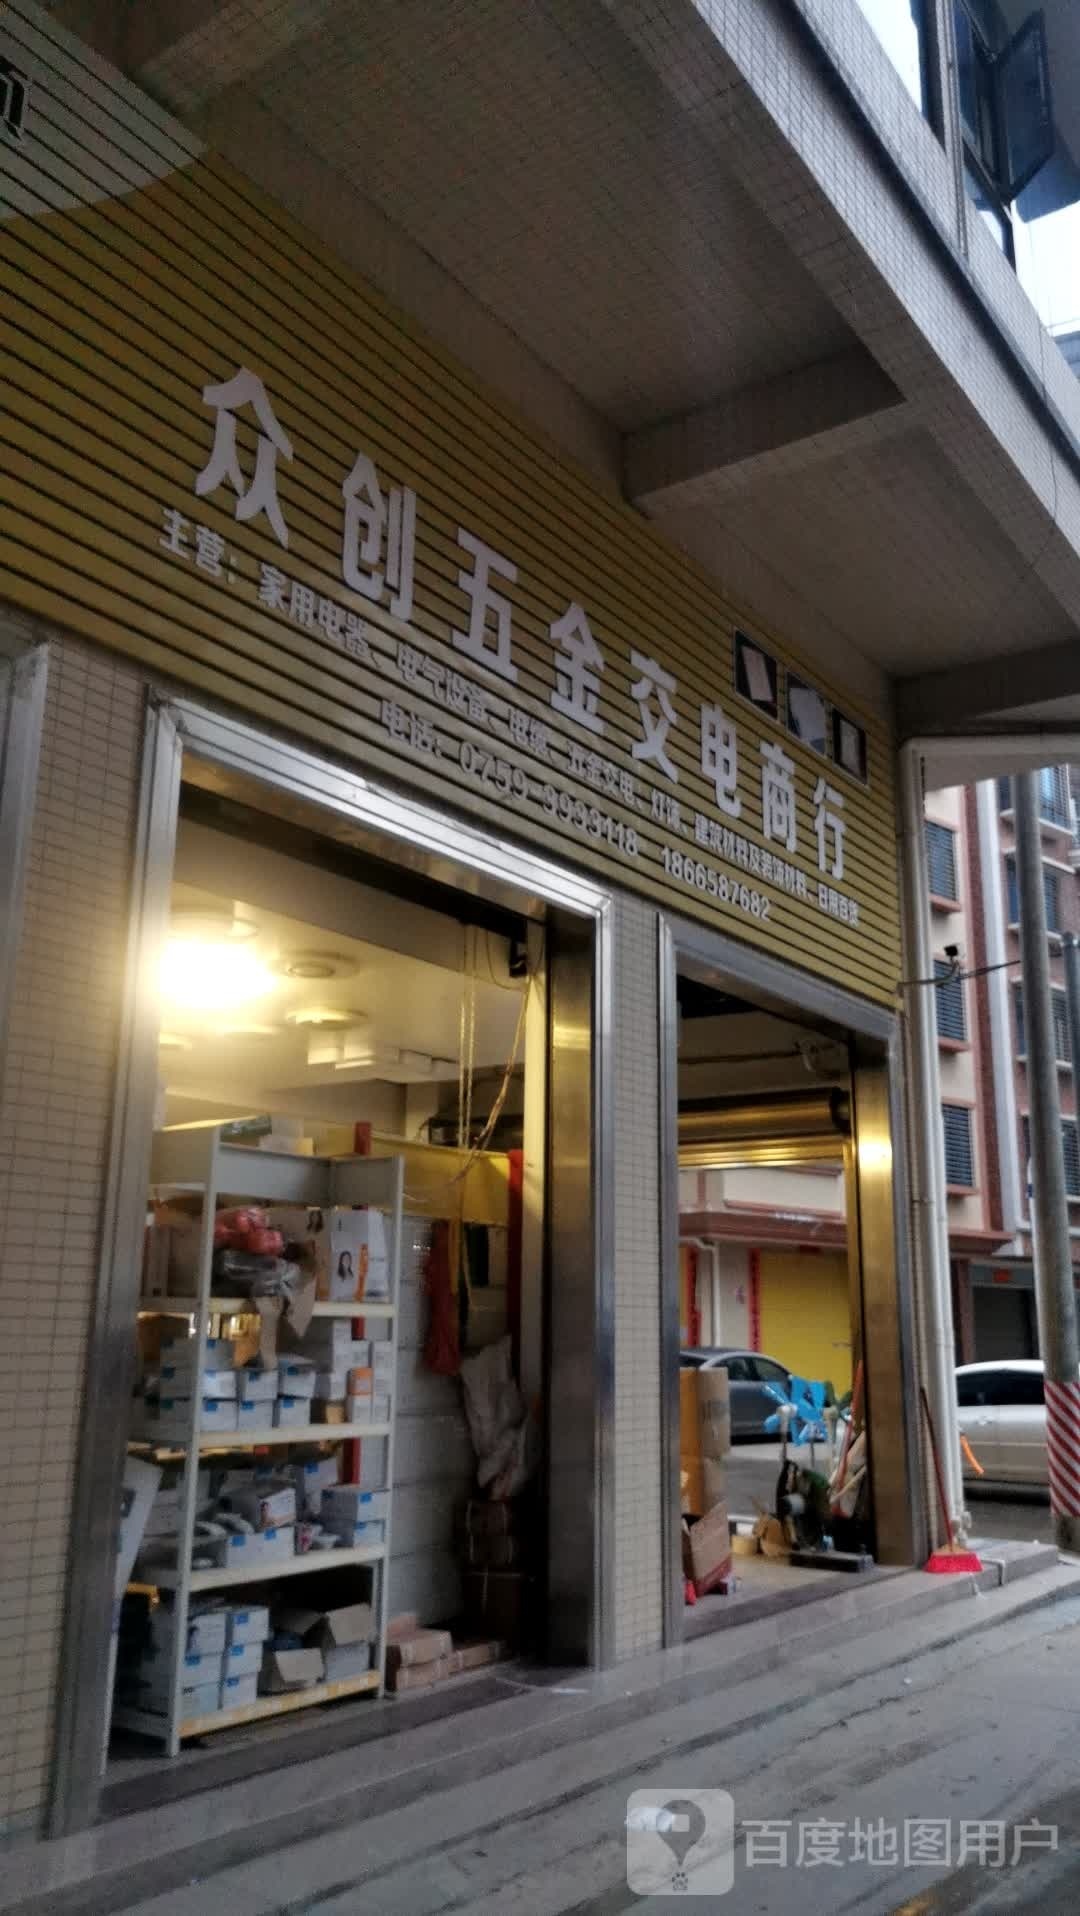 众创五金交电商行
主营：家用电器、电气设备、电缆、五金交电、灯饰、建筑材料及装饰材料、日用百货
电话：0759-3933118 1866587682
百度地图用户